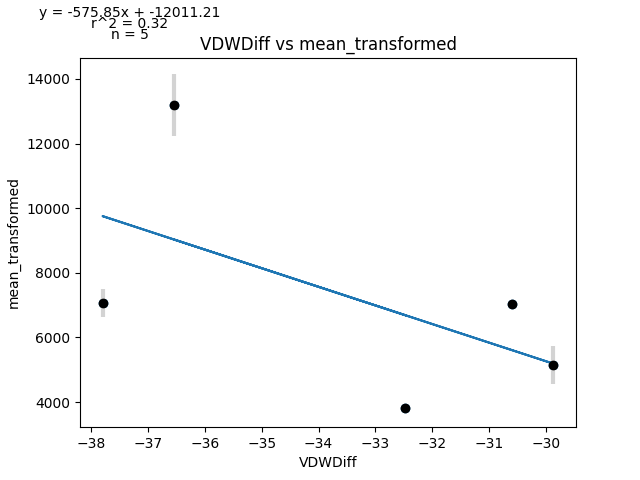 y = -575.85x + -12011.21
r^2 = 0.32
n = 5
VDWDiff vs mean_transformed
14000
12000
10000
8000
6000
4000
mean_transformed
−38 −37 −36 −35 −34 −33 −32 −31 −30
VDWDiff